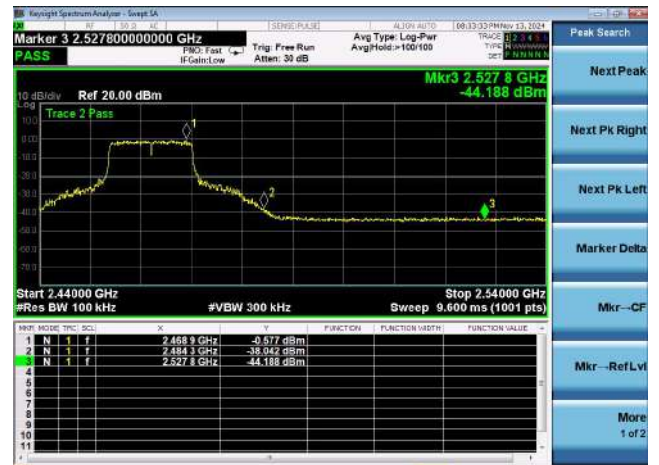 Keysight Spectrum Analyzer - Swept SA
RF 50 Ω AC SENSE:PULSE ALIGN AUTO 08:33:33 PM Nov 13, 2024
Marker 3 2.527800000000 GHz
PASS
PNO: Fast
IFGain:Low
Trig: Free Run
Atten: 30 dB
Avg Type: Log-Pwr
Avg|Hold:>100/100
TRACE 1 2 3 4 5 6
TYPE
DET P N N N N N
Mkr3 2.527 8 GHz
-44.188 dBm
10 dB/div Ref 20.00 dBm
Log
Trace 2 Pass
10.0
0.00
-10.0
-20.0
-30.0
-40.0
-50.0
-60.0
-70.0
1
2
3
Start 2.44000 GHz
Stop 2.54000 GHz
#Res BW 100 kHz
#VBW 300 kHz
Sweep 9.600 ms (1001 pts)
MKR MODE TRC SCL X Y FUNCTION FUNCTION WIDTH FUNCTION VALUE
1 N 1 f 2.468 9 GHz -0.577 dBm
2 N 1 f 2.484 3 GHz -38.042 dBm
3 N 1 f 2.527 8 GHz -44.188 dBm
4
5
6
7
8
9
10
11
Peak Search
Next Peak
Next Pk Right
Next Pk Left
Marker Delta
Mkr→CF
Mkr→RefLvl
More
1 of 2